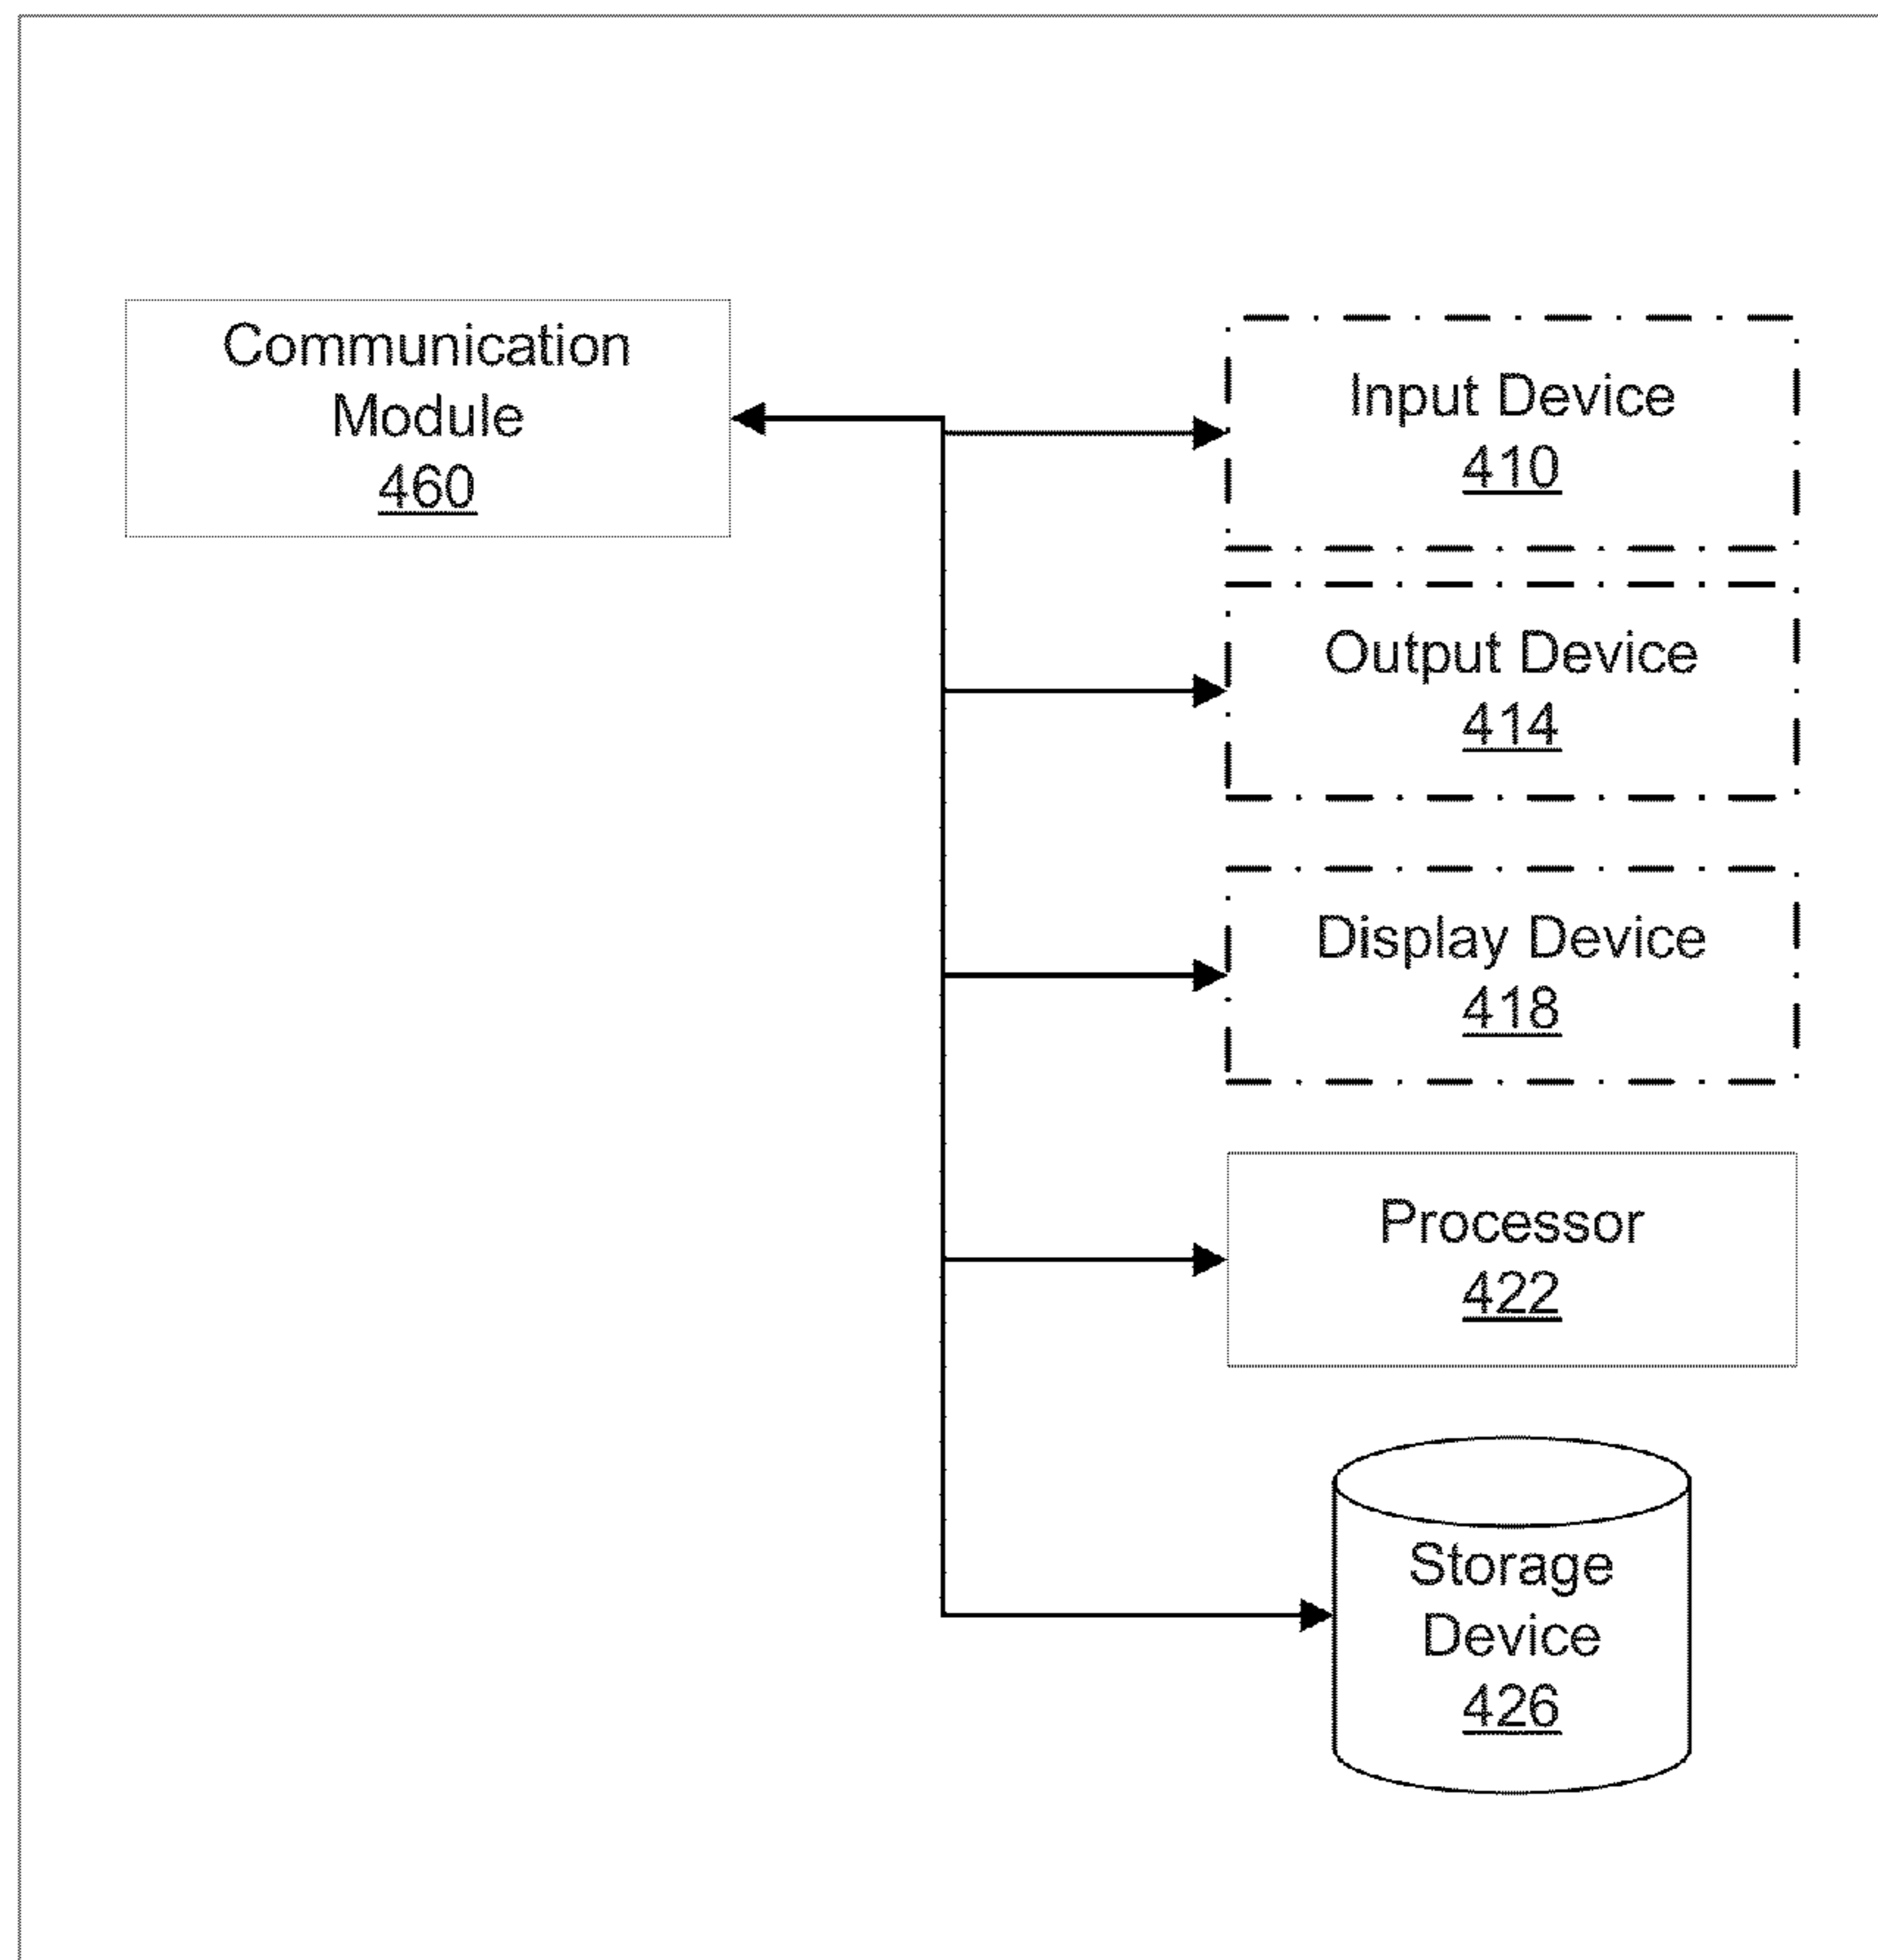 Communication
Module
460
Input Device
410
Output Device
414
Display Device
418
Processor
422
Storage
Device
426